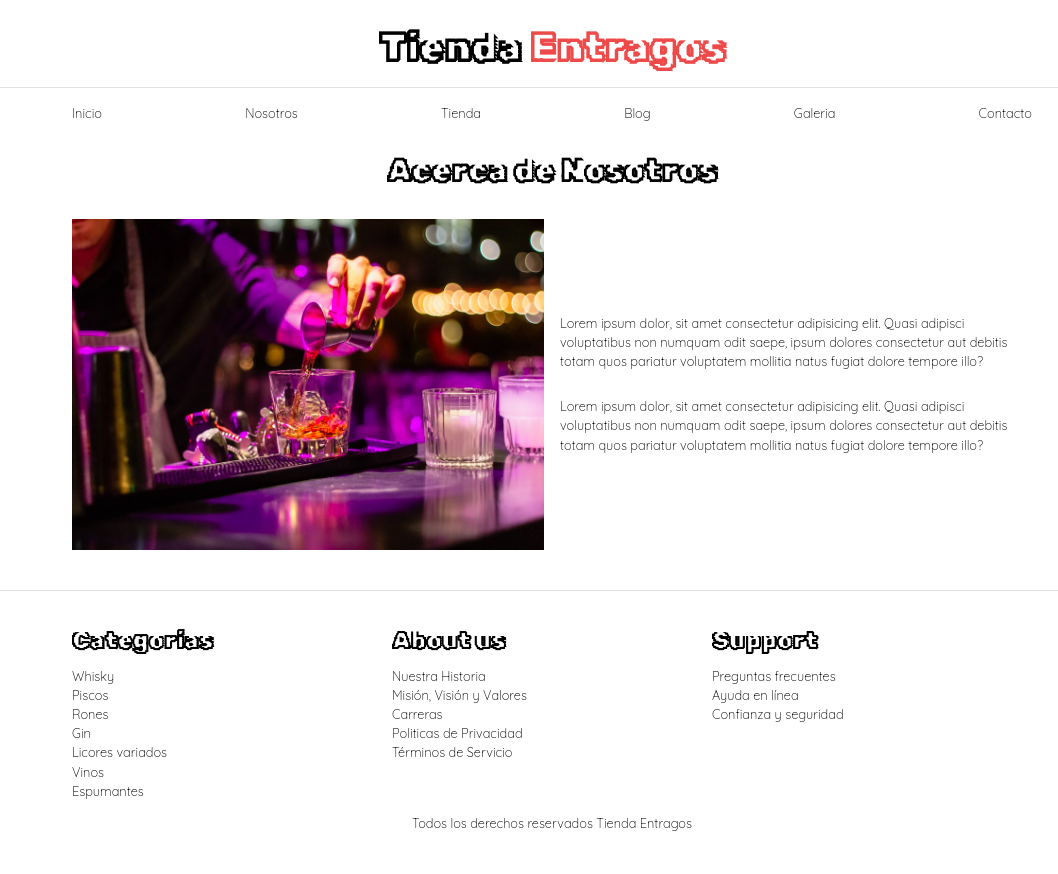 Tienda Entragos
Inicio Nosotros Tienda Blog Galeria Contacto
Acerca de Nosotros
Lorem ipsum dolor, sit amet consectetur adipisicing elit. Quasi adipisci
voluptatibus non numquam odit saepe, ipsum dolores consectetur aut debitis
totam quos pariatur voluptatem mollitia natus fugiat dolore tempore illo?
Lorem ipsum dolor, sit amet consectetur adipisicing elit. Quasi adipisci
voluptatibus non numquam odit saepe, ipsum dolores consectetur aut debitis
totam quos pariatur voluptatem mollitia natus fugiat dolore tempore illo?
Categorias
Whisky
Piscos
Rones
Gin
Licores variados
Vinos
Espumantes
About us
Nuestra Historia
Misión, Visión y Valores
Carreras
Politicas de Privacidad
Términos de Servicio
Support
Preguntas frecuentes
Ayuda en línea
Confianza y seguridad
Todos los derechos reservados Tienda Entragos